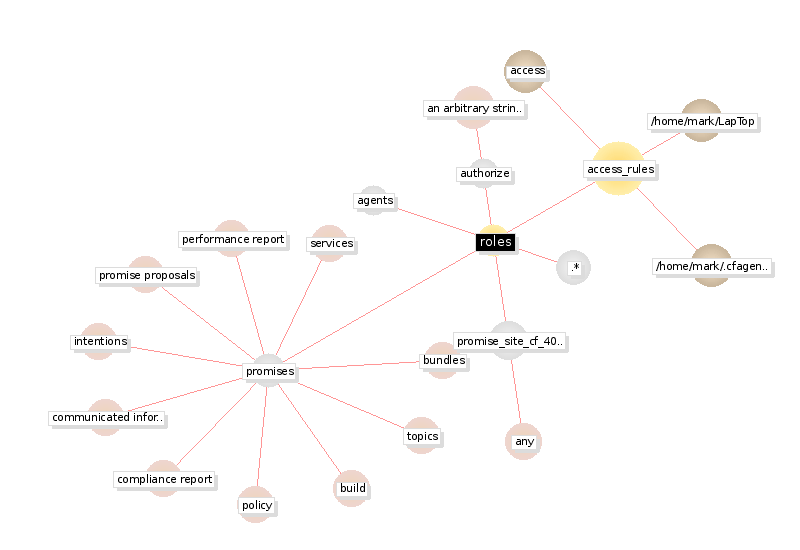 access
an arbitrary strin..
/home/mark/LapTop
access_rules
authorize
agents
performance report
services
roles
.*
/home/mark/.cfagen..
promise proposals
intentions
promise_site_cf_40..
bundles
promises
communicated infor..
topics
any
compliance report
build
policy